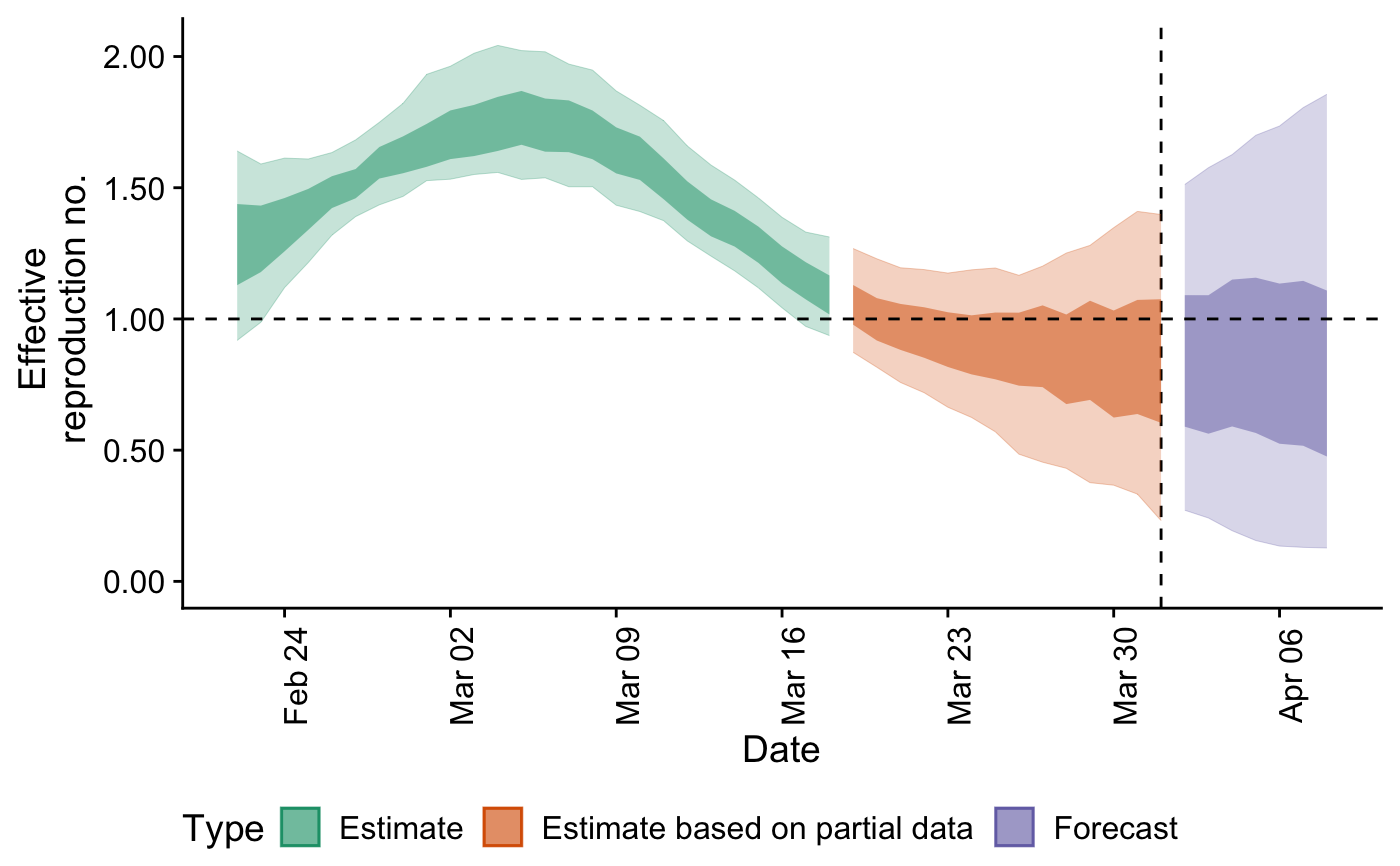 2.00
1.50
1.00
0.50
0.00
Effective
reproduction no.
Feb 24
Mar 02
Mar 09
Mar 16
Mar 23
Mar 30
Apr 06
Date
Type Estimate Estimate based on partial data Forecast